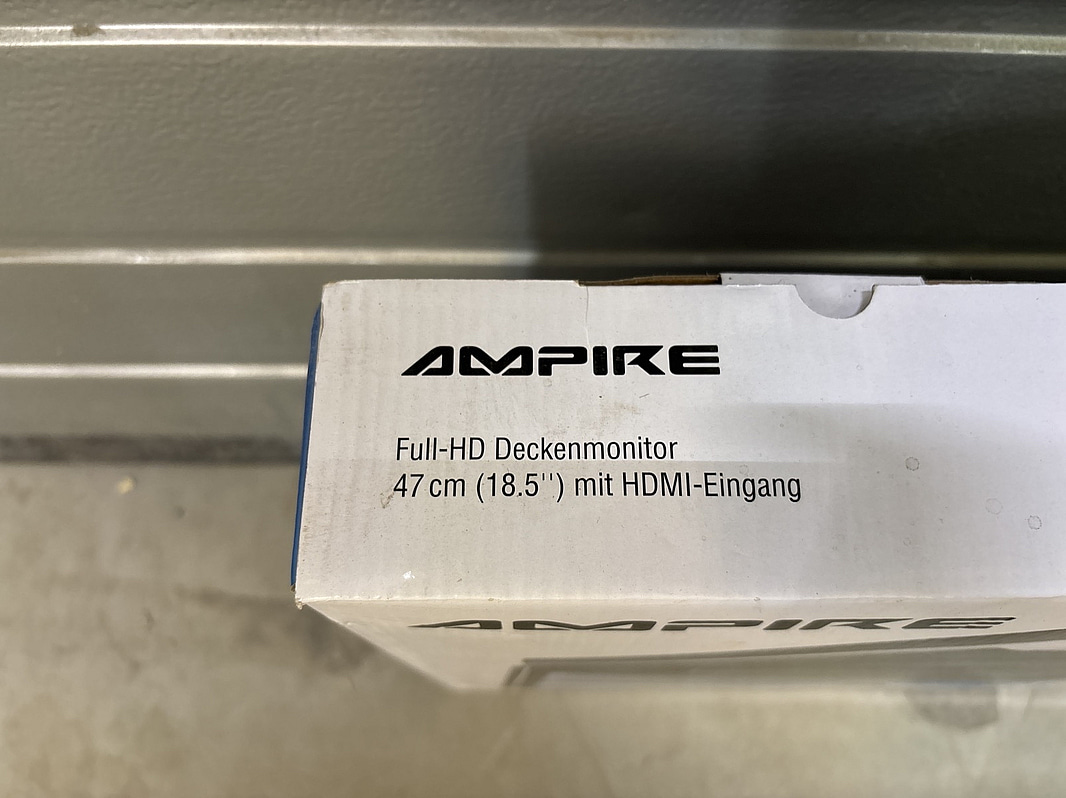 AMPIRE
Full-HD Deckenmonitor
47 cm (18.5'') mit HDMI-Eingang
AMPIRE